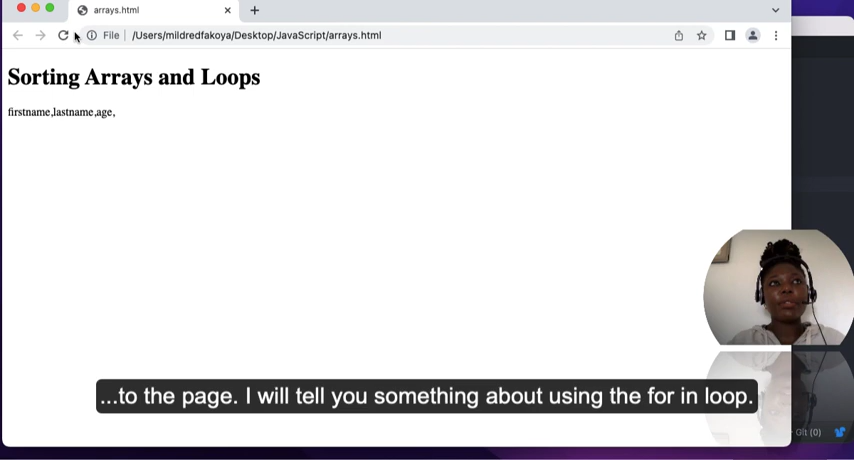 arrays.html
File | /Users/mildredfakoya/Desktop/JavaScript/arrays.html
Sorting Arrays and Loops
firstname,lastname,age,
...to the page. I will tell you something about using the for in loop.
Git (0)